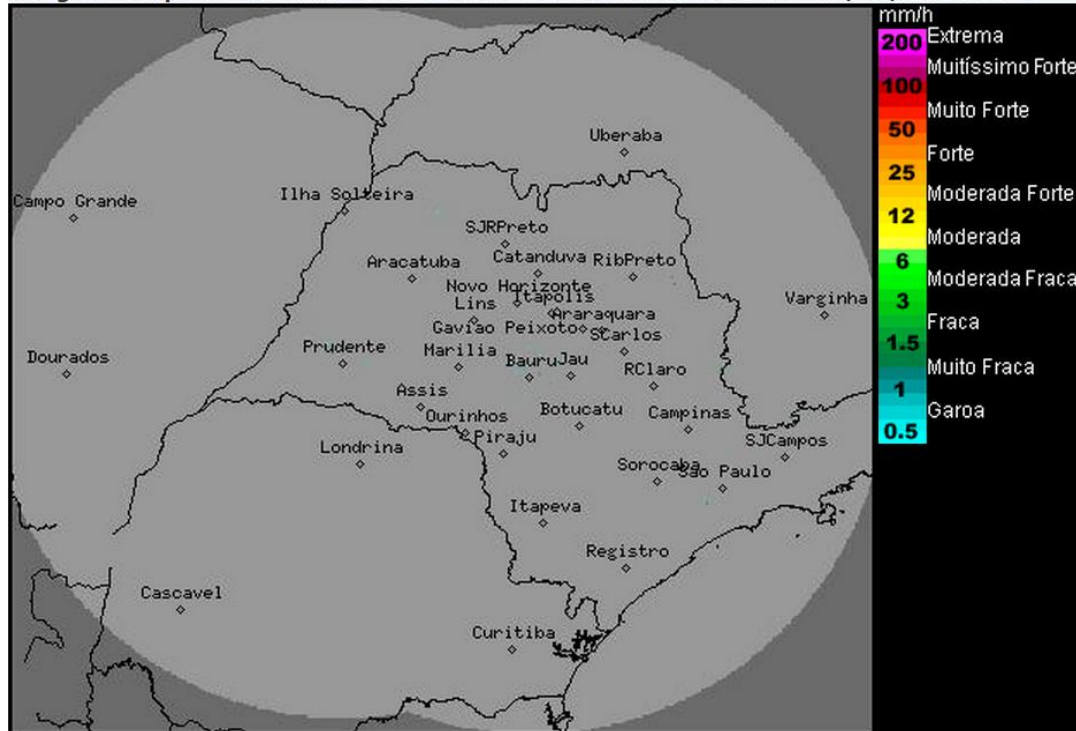 mm/h
200 Extrema
Muitíssimo Forte
100
Muito Forte
50
Forte
25
Moderada Forte
12
Moderada
6
Moderada Fraca
3
Fraca
1.5
Muito Fraca
1
Garoa
0.5
Uberaba
Campo Grande
Ilha Solteira
SJRPreto
Aracatuba
Catanduva
RibPreto
Novo Horizonte
Lins
Itapolis
Araraquara
Varginha
Gaviao Peixoto
SCarlos
Dourados
Prudente
Marilia
Bauru
Jau
RClaro
Assis
Ourinhos
Botucatu
Campinas
Londrina
Piraju
SJCampos
Sorocaba
Sao Paulo
Itapeva
Registro
Cascavel
Curitiba